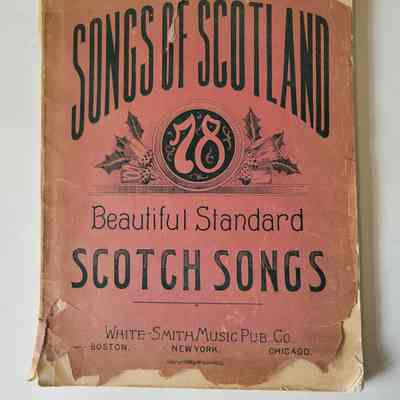 SONGS OF SCOTLAND
78
Beautiful Standard
SCOTCH SONGS
WHITE-SMITH MUSIC PUB. CO.
BOSTON. NEW YORK. CHICAGO.